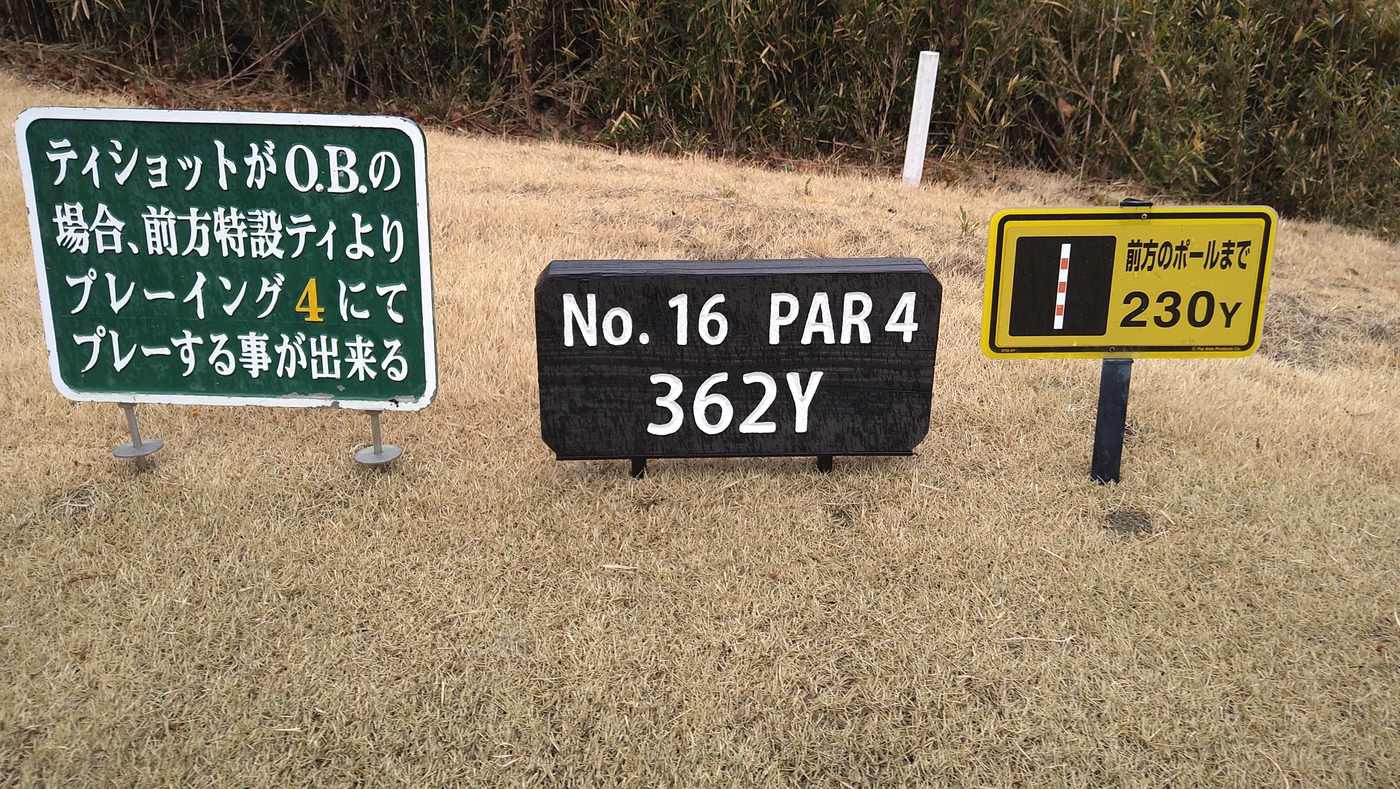 ティショットがO.B.の
場合、前方特設ティより
プレーイング4にて
プレーする事が出来る
No. 16 PAR 4
362Y
前方のポールまで
230Y